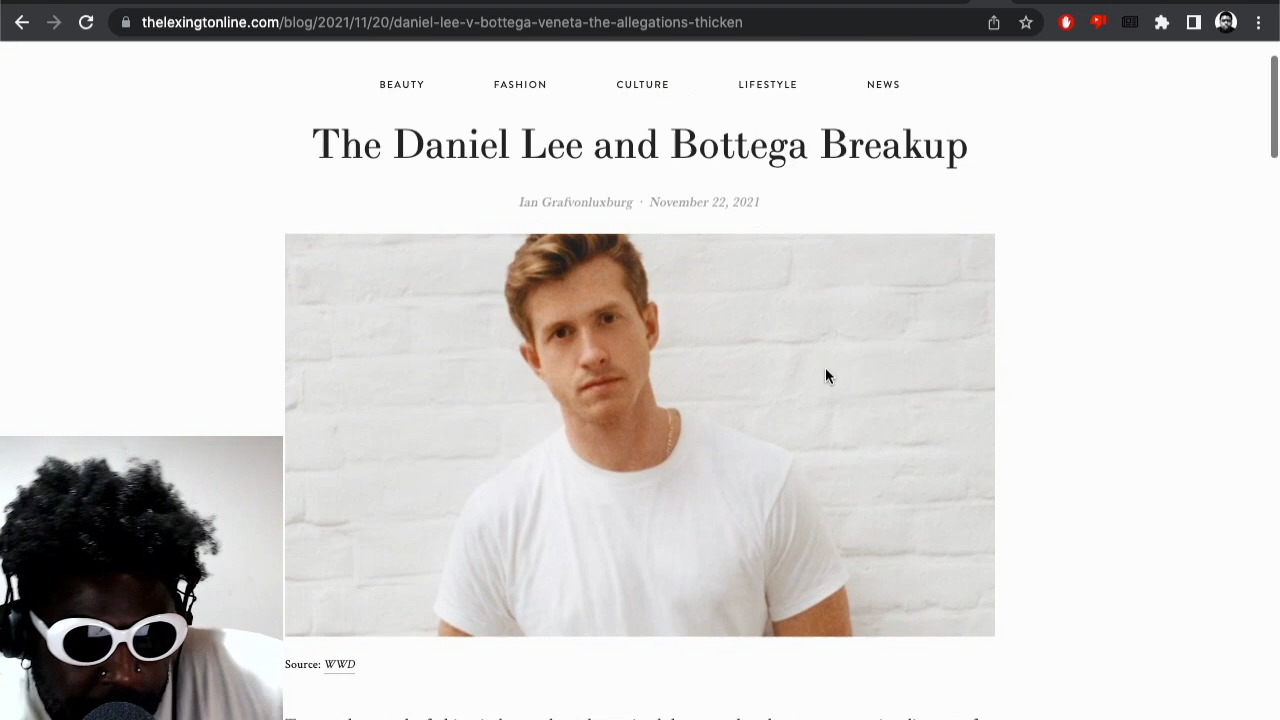 thelexingtonline.com/blog/2021/11/20/daniel-lee-v-bottega-veneta-the-allegations-thicken
BEAUTY FASHION CULTURE LIFESTYLE NEWS
The Daniel Lee and Bottega Breakup
Ian Grafvonluxburg · November 22, 2021
Source: WWD